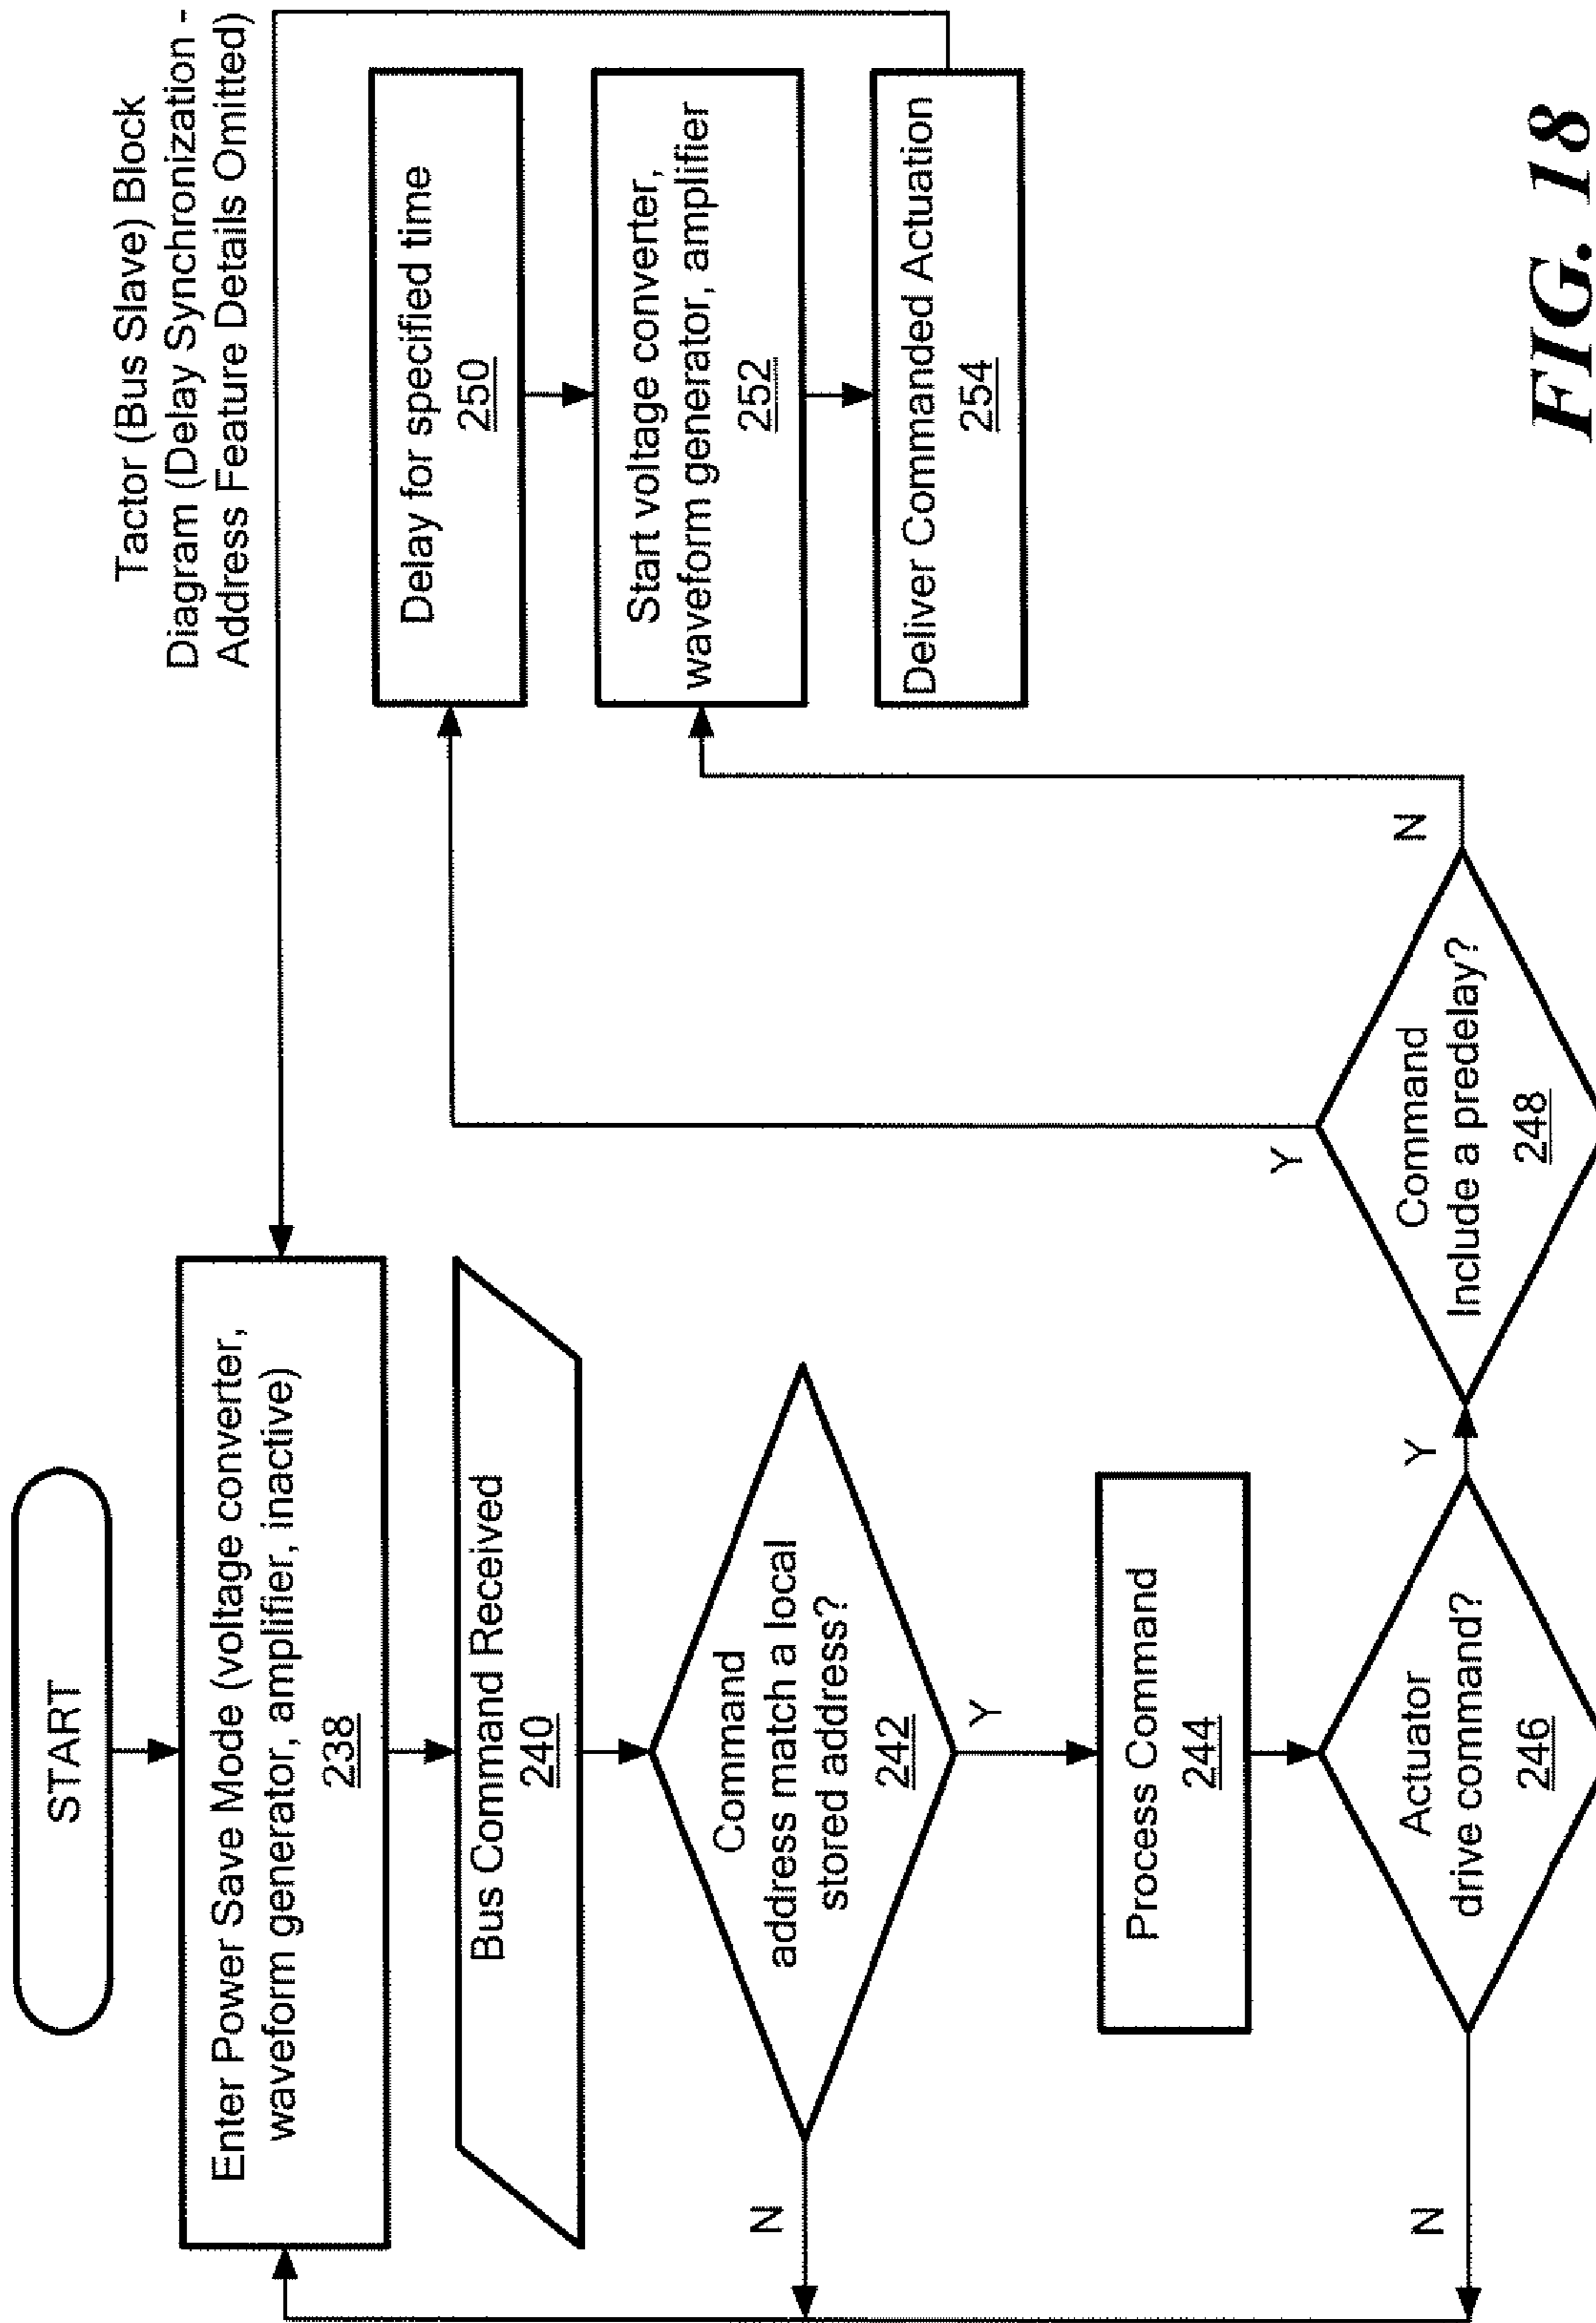 Tactor (Bus Slave) Block
Diagram (Delay Synchronization -
Address Feature Details Omitted)
START
Enter Power Save Mode (voltage converter,
waveform generator, amplifier, inactive)
238
Bus Command Received
240
Command
address match a local
stored address?
242
N
Y
Process Command
244
Actuator
drive command?
246
N
Y
Command
Include a predelay?
248
Y
N
Delay for specified time
250
Start voltage converter,
waveform generator, amplifier
252
Deliver Commanded Actuation
254
FIG. 18